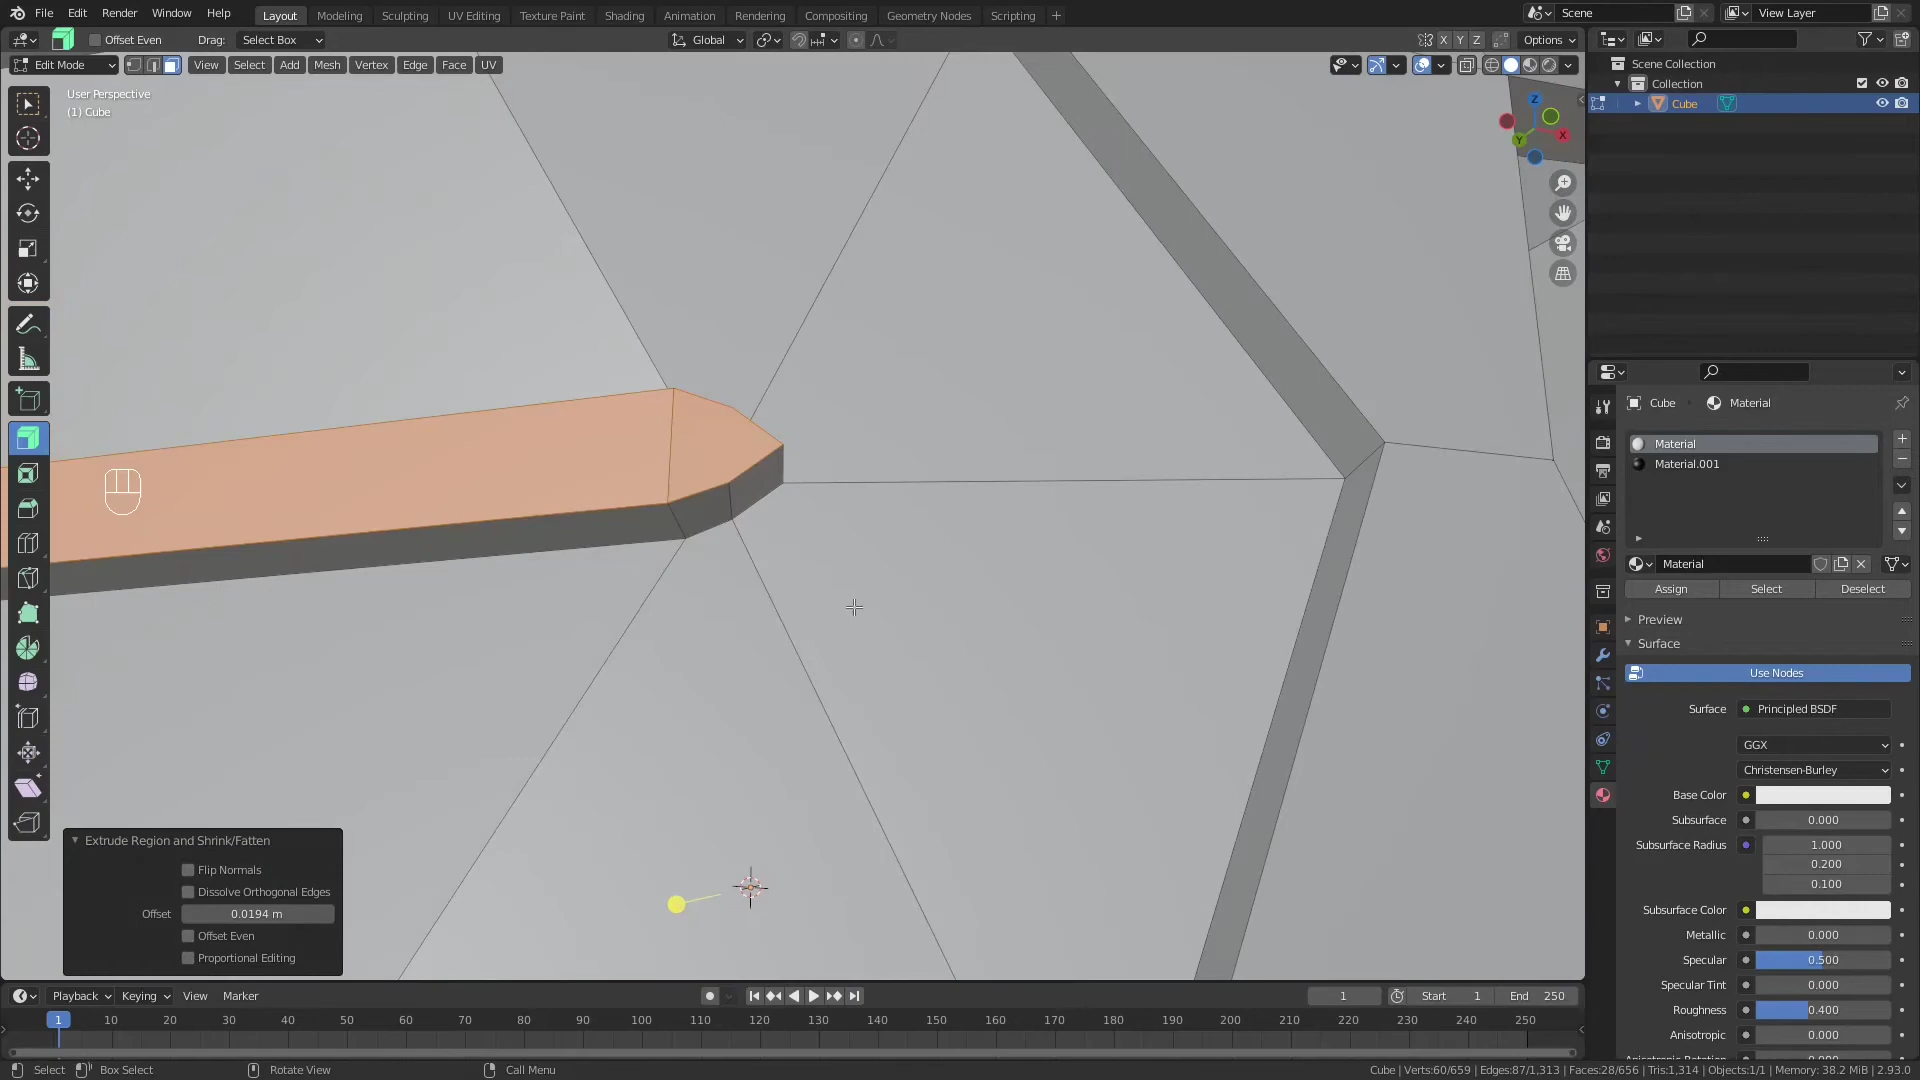 File Edit Render Window Help
Layout Modeling Sculpting UV Editing Texture Paint Shading Animation Rendering Compositing Geometry Nodes Scripting +
Scene View Layer
Offset Even Drag: Select Box Global X Y Z Options
Edit Mode View Select Add Mesh Vertex Edge Face UV
User Perspective
(1) Cube
Z
X
Y
Scene Collection
Collection
Cube
Cube Material
Material
Material.001
Material
Assign Select Deselect
Preview
Surface
Use Nodes
Surface Principled BSDF
GGX
Christensen-Burley
Base Color
Subsurface 0.000
Subsurface Radius 1.000
0.200
0.100
Subsurface Color
Metallic 0.000
Specular 0.500
Specular Tint 0.000
Roughness 0.400
Anisotropic 0.000
Extrude Region and Shrink/Fatten
Flip Normals
Dissolve Orthogonal Edges
Offset 0.0194 m
Offset Even
Proportional Editing
Playback Keying View Marker 1 Start 1 End 250
1 10 20 30 40 50 60 70 80 90 100 110 120 130 140 150 160 170 180 190 200 210 220 230 240 250
Select Box Select Rotate View Call Menu Cube | Verts:60/659 | Edges:87/1,313 | Faces:28/656 | Tris:1,314 | Objects:1/1 | Memory: 38.2 MiB | 2.93.0